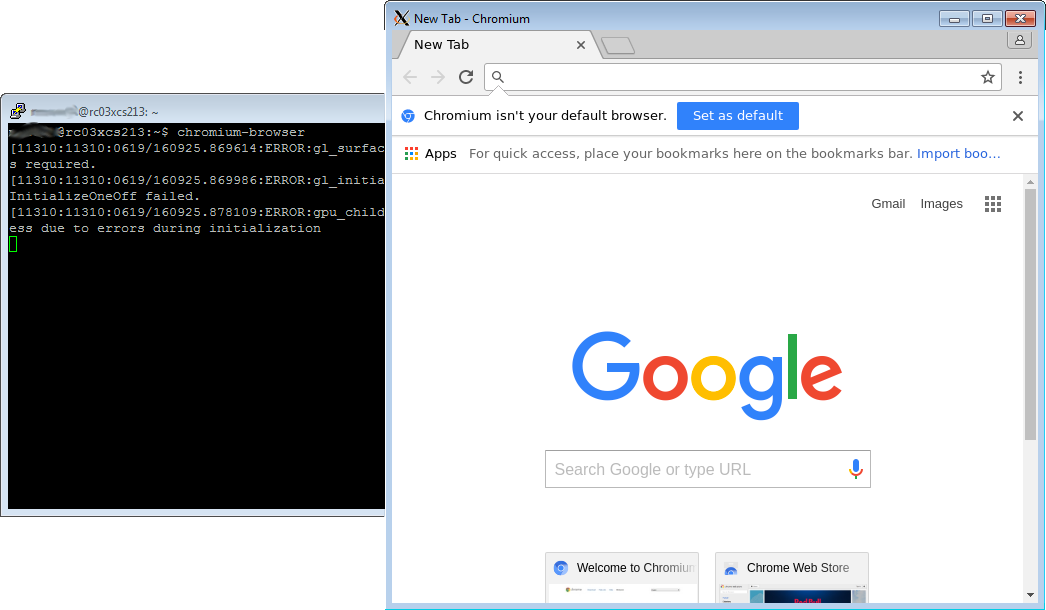 @rc03xcs213: ~
@rc03xcs213:~$ chromium-browser
[11310:11310:0619/160925.869614:ERROR:gl_surfac
s required.
[11310:11310:0619/160925.869986:ERROR:gl_initia
InitializeOneOff failed.
[11310:11310:0619/160925.878109:ERROR:gpu_child
ess due to errors during initialization
New Tab - Chromium
New Tab
Chromium isn't your default browser. Set as default
Apps For quick access, place your bookmarks here on the bookmarks bar. Import boo...
Gmail Images
Google
Search Google or type URL
Welcome to Chromium Chrome Web Store